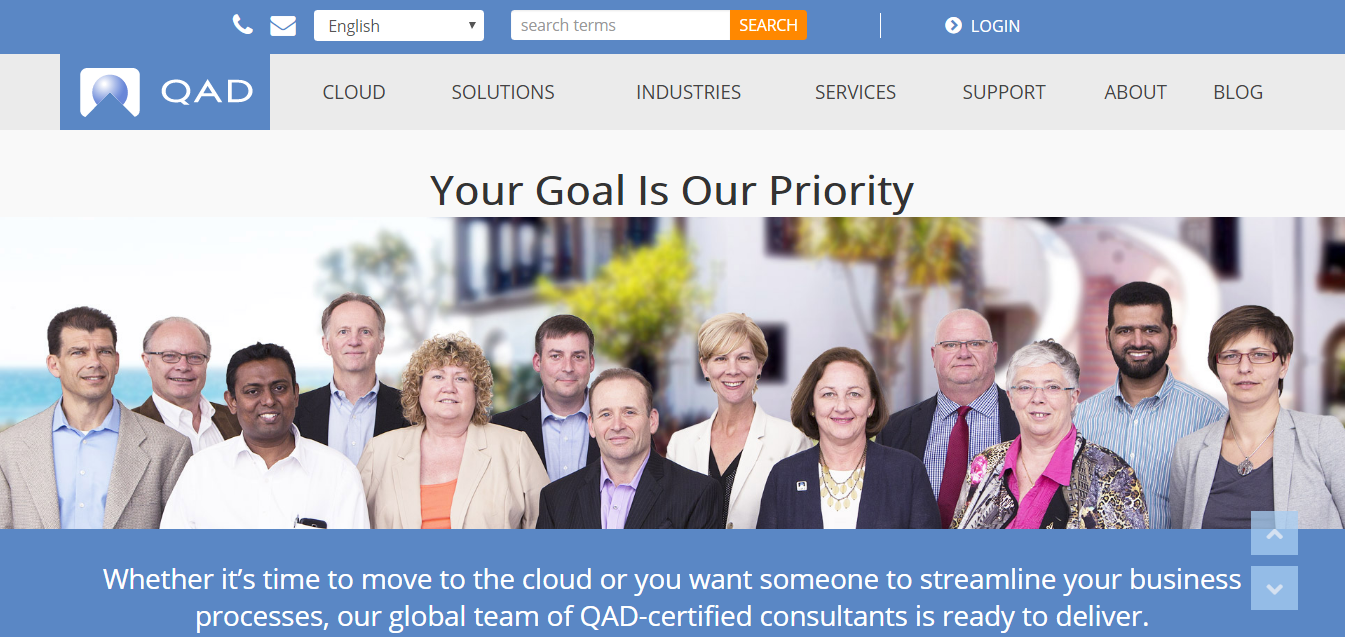 English
search terms
SEARCH
LOGIN
QAD
CLOUD SOLUTIONS INDUSTRIES SERVICES SUPPORT ABOUT BLOG
Your Goal Is Our Priority
Whether it’s time to move to the cloud or you want someone to streamline your business
processes, our global team of QAD-certified consultants is ready to deliver.